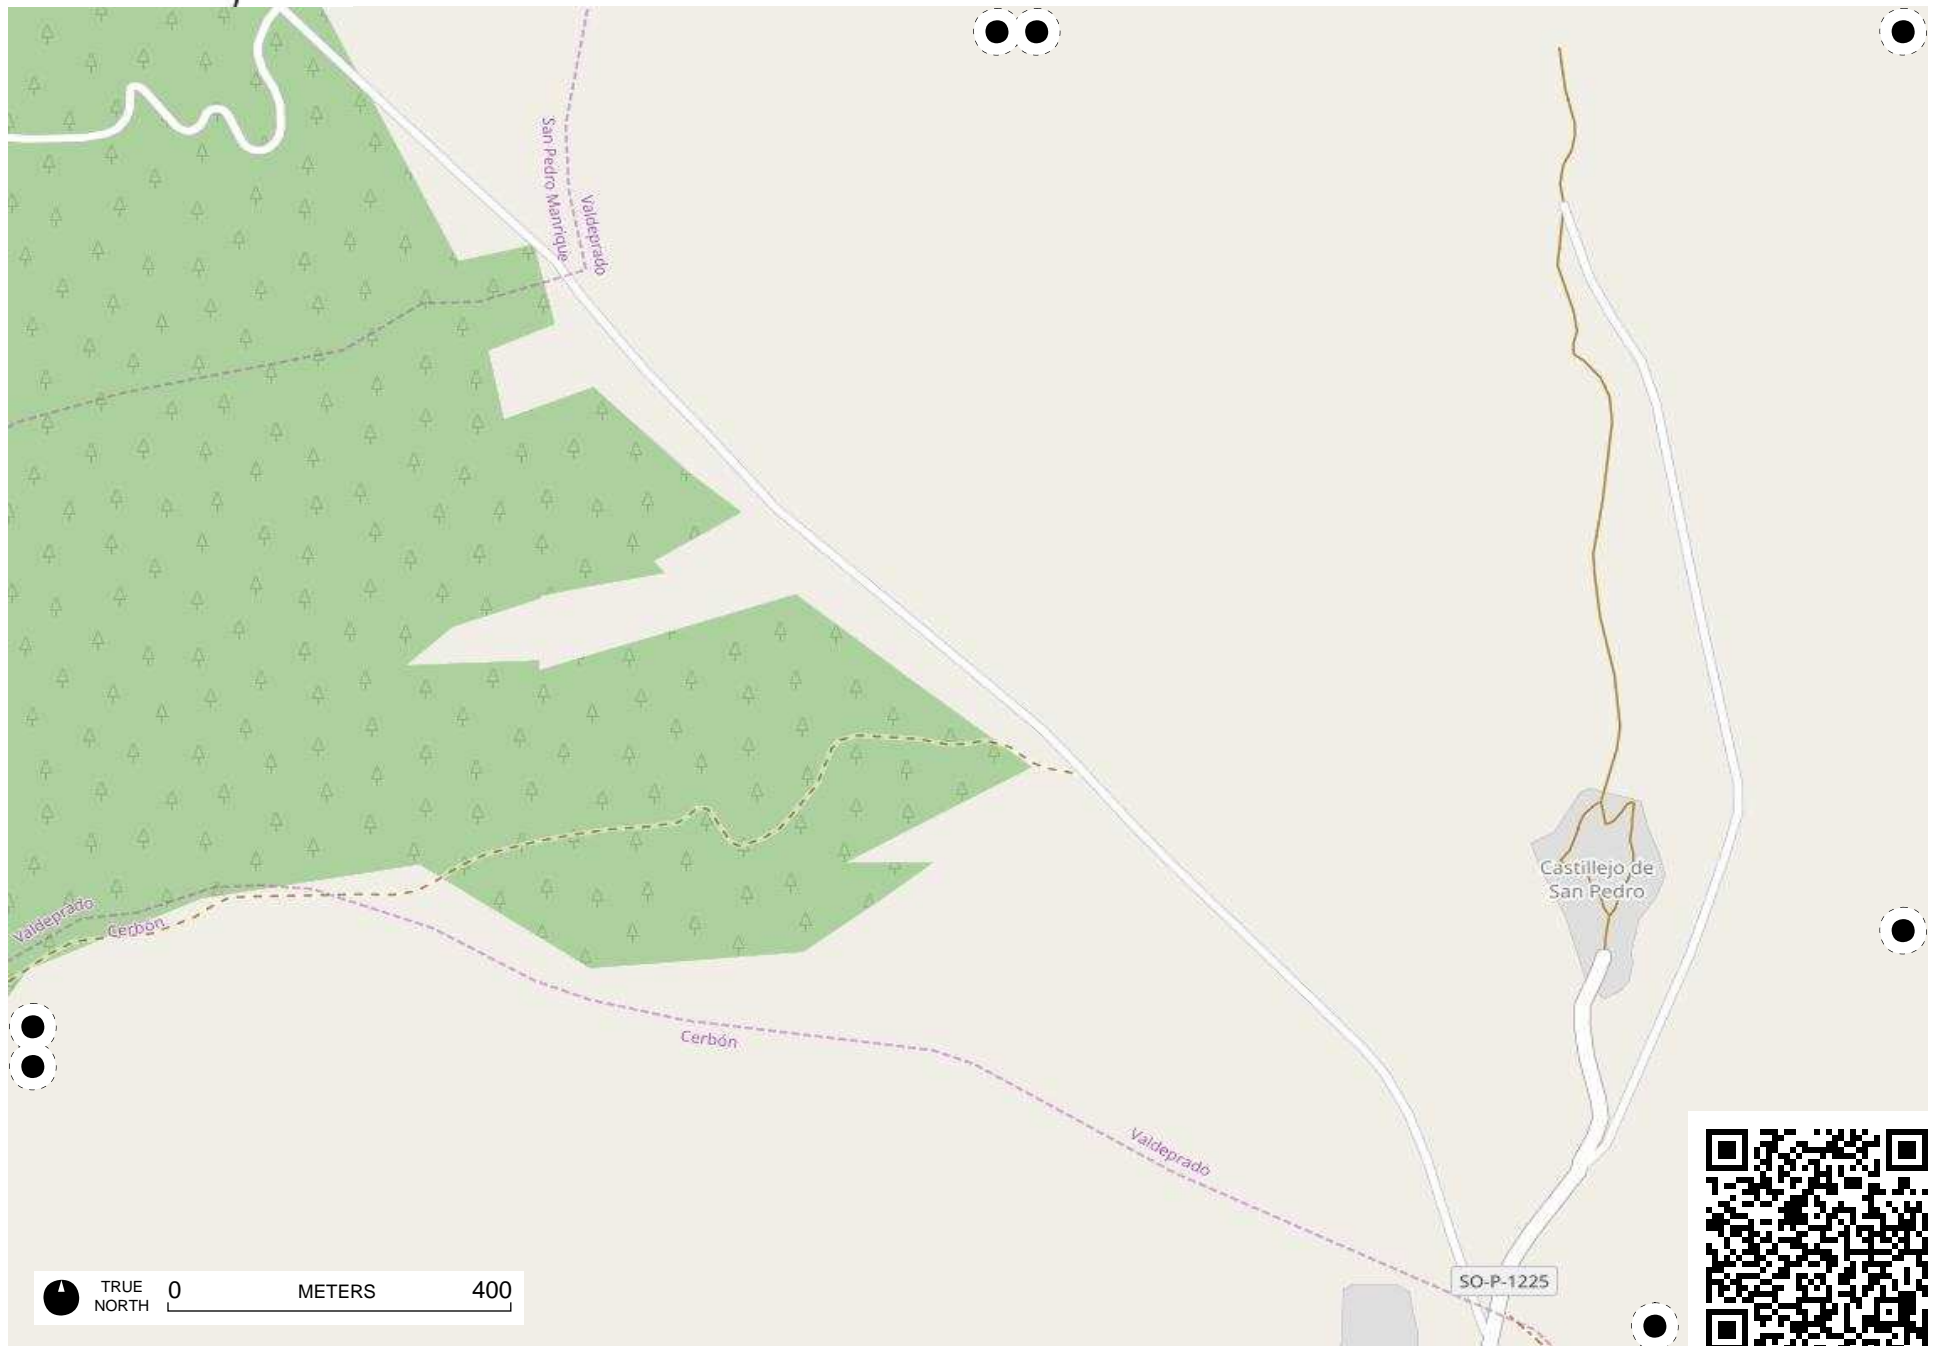 San Pedro Manrique
Valdeprado
Castillejo de
San Pedro
Valdeprado
Cerbón
Cerbón
Valdeprado
SO-P-1225
TRUE
NORTH
0 METERS 400